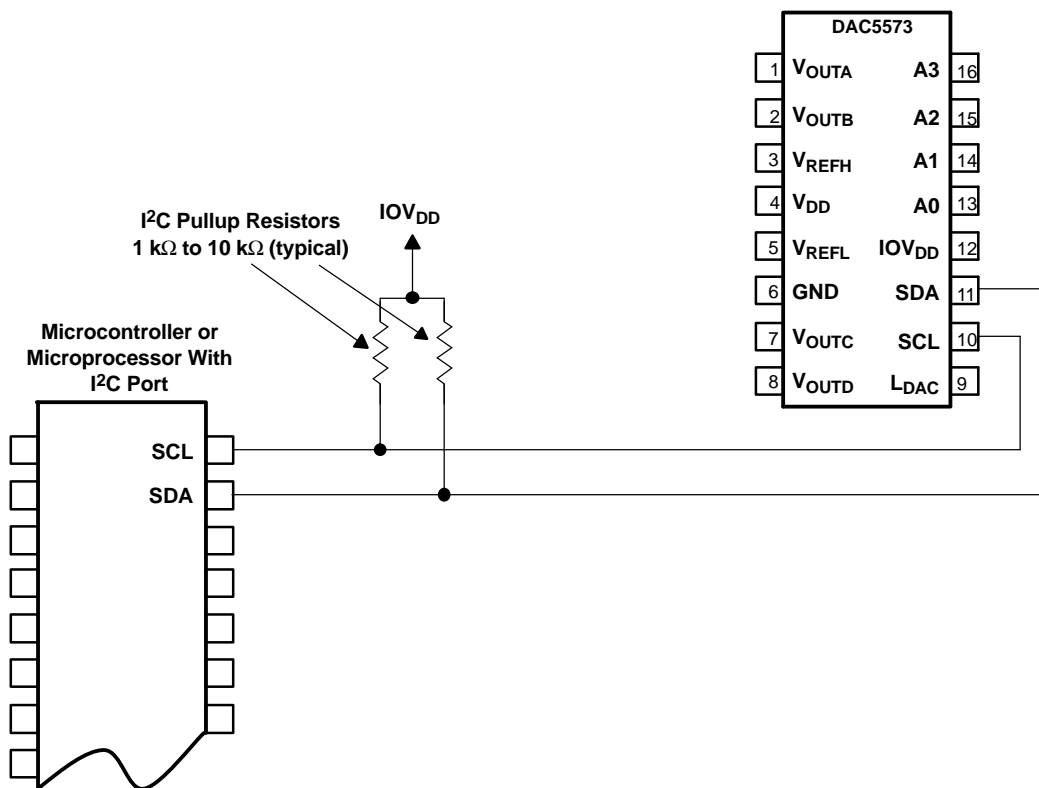 DAC5573
1 VOUTA A3 16
2 VOUTB A2 15
3 VREFH A1 14
4 VDD A0 13
5 VREFL IOVDD 12
6 GND SDA 11
7 VOUTC SCL 10
8 VOUTD LDAC 9
I2C Pullup Resistors
1 kΩ to 10 kΩ (typical)
IOVDD
Microcontroller or
Microprocessor With
I2C Port
SCL
SDA